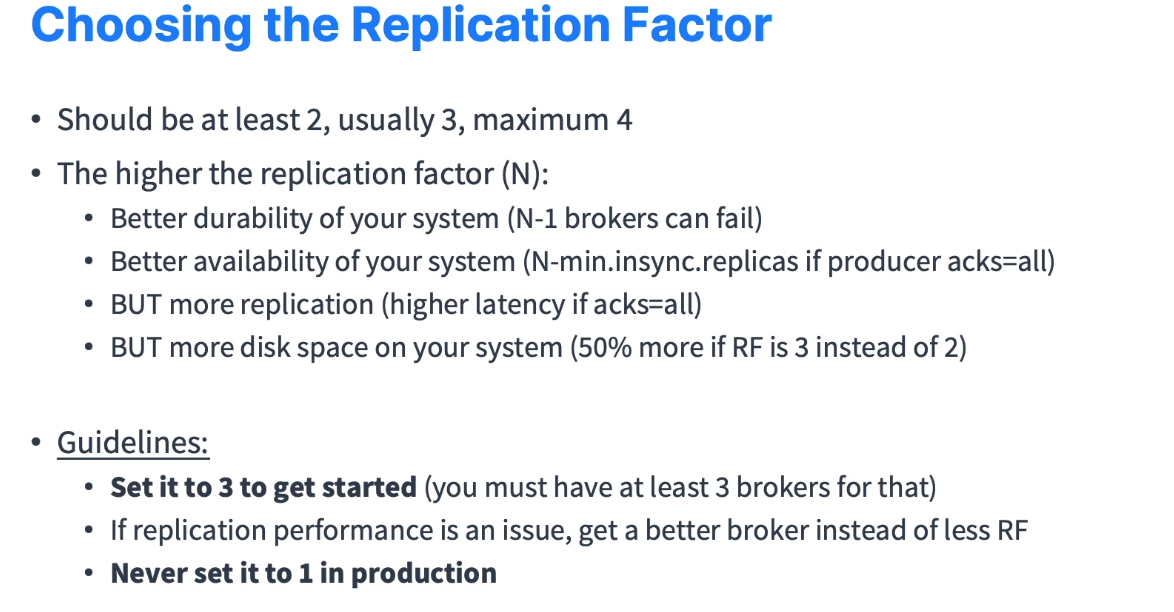 Choosing the Replication Factor
• Should be at least 2, usually 3, maximum 4
• The higher the replication factor (N):
• Better durability of your system (N-1 brokers can fail)
• Better availability of your system (N-min.insync.replicas if producer acks=all)
• BUT more replication (higher latency if acks=all)
• BUT more disk space on your system (50% more if RF is 3 instead of 2)
• Guidelines:
• Set it to 3 to get started (you must have at least 3 brokers for that)
• If replication performance is an issue, get a better broker instead of less RF
• Never set it to 1 in production